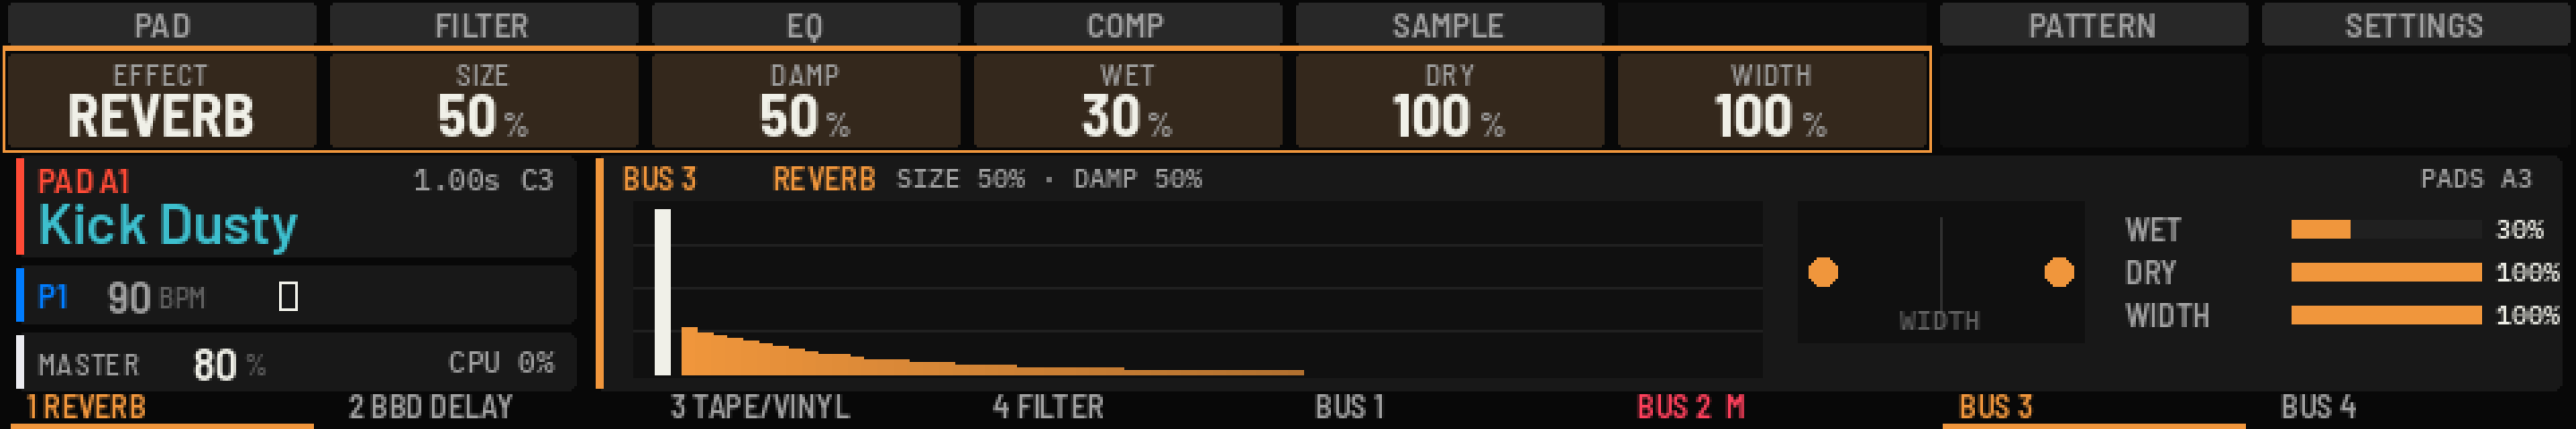 PAD FILTER EQ COMP SAMPLE PATTERN SETTINGS
EFFECT SIZE DAMP WET DRY WIDTH
REVERB 50 % 50 % 30 % 100 % 100 %
PAD A1 1.00s C3
Kick Dusty
P1 90 BPM
MASTER 80 % CPU 0%
BUS 3 REVERB SIZE 50% · DAMP 50% PADS A3
WIDTH
WET 30%
DRY 100%
WIDTH 100%
1 REVERB 2 BBD DELAY 3 TAPE/VINYL 4 FILTER BUS 1 BUS 2 M BUS 3 BUS 4